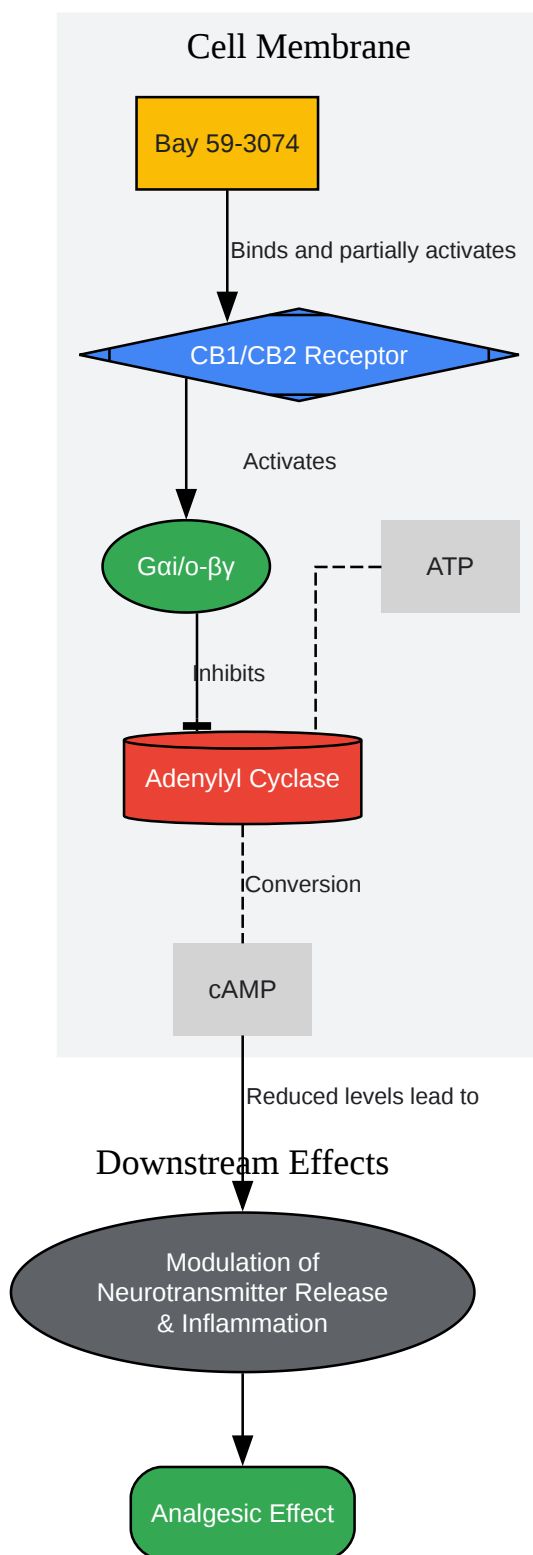 Cell Membrane
Bay 59-3074
Binds and partially activates
CB1/CB2 Receptor
Activates
Gαi/o-βγ
ATP
Inhibits
Adenylyl Cyclase
Conversion
cAMP
Reduced levels lead to
Downstream Effects
Modulation of
Neurotransmitter Release
& Inflammation
Analgesic Effect